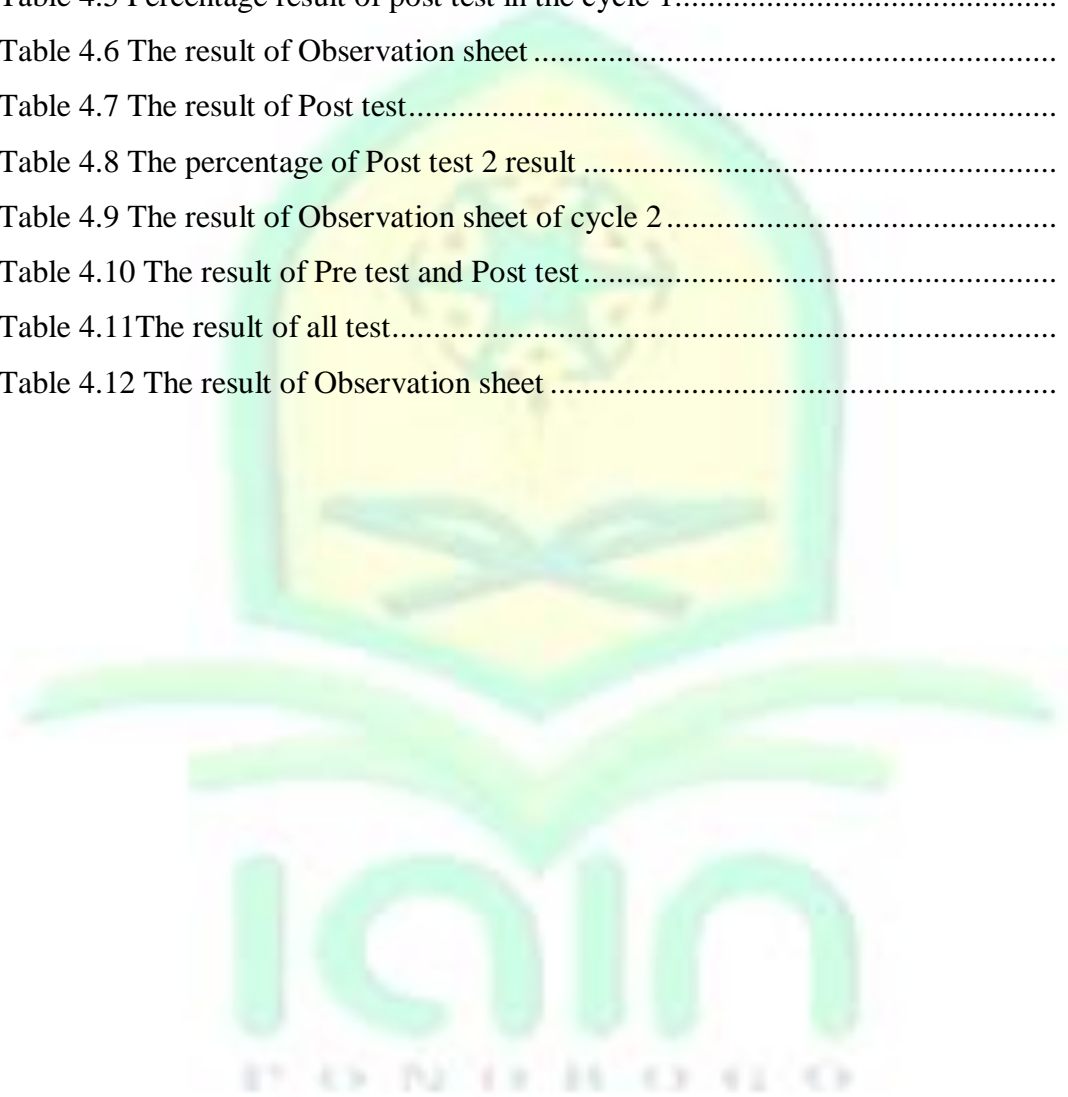 Table 4.5 Percentage result of post test in the cycle 1..............................................
Table 4.6 The result of Observation sheet ................................................................
Table 4.7 The result of Post test................................................................................
Table 4.8 The percentage of Post test 2 result ..........................................................
Table 4.9 The result of Observation sheet of cycle 2................................................
Table 4.10 The result of Pre test and Post test..........................................................
Table 4.11The result of all test..................................................................................
Table 4.12 The result of Observation sheet ..............................................................
iain
PONOROGO